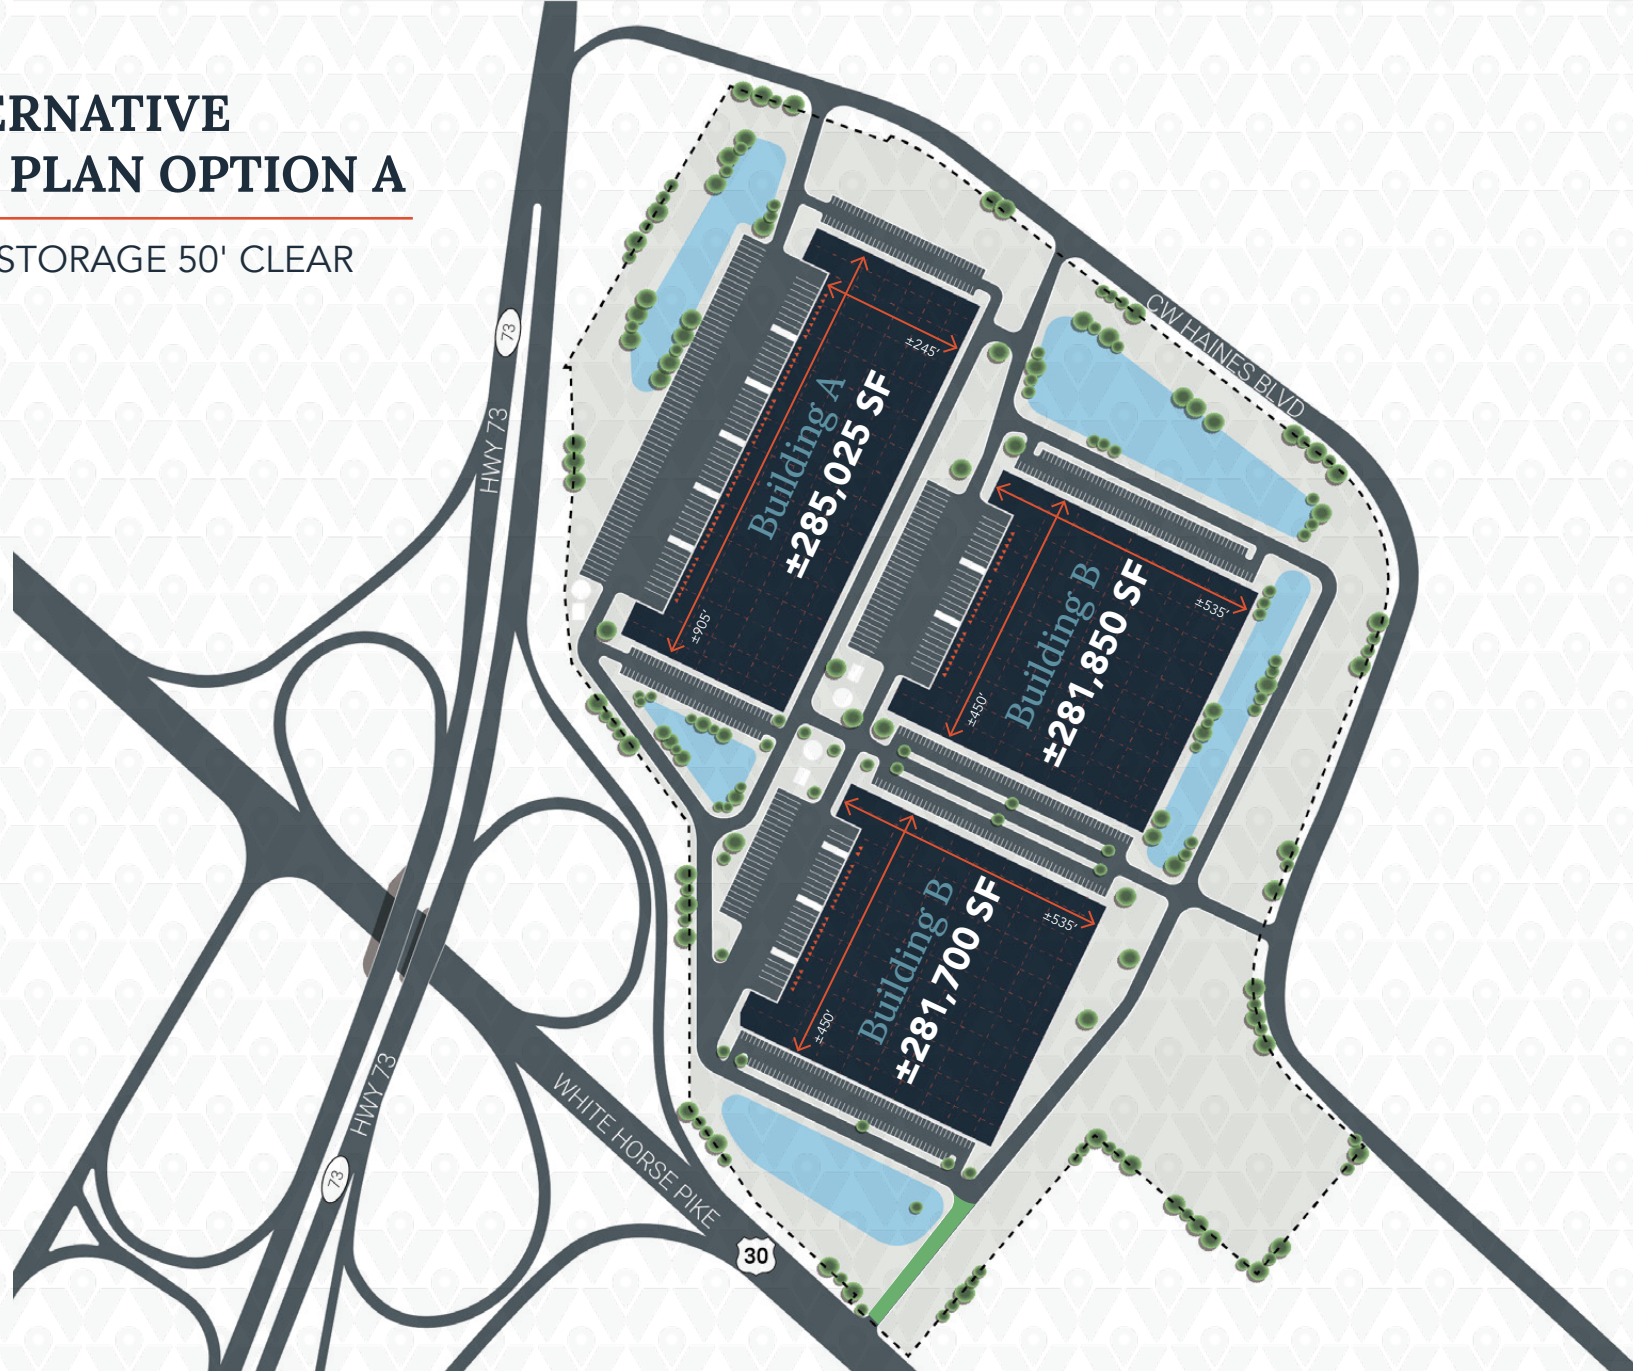 ERNATIVE
PLAN OPTION A
STORAGE 50' CLEAR
73
HWY 73
CW HAINES BLVD
±245'
Building A
±285,025 SF
±905'
±535'
Building B
±281,850 SF
±450'
±535'
Building B
±281,700 SF
±450'
HWY 73
73
WHITE HORSE PIKE
30